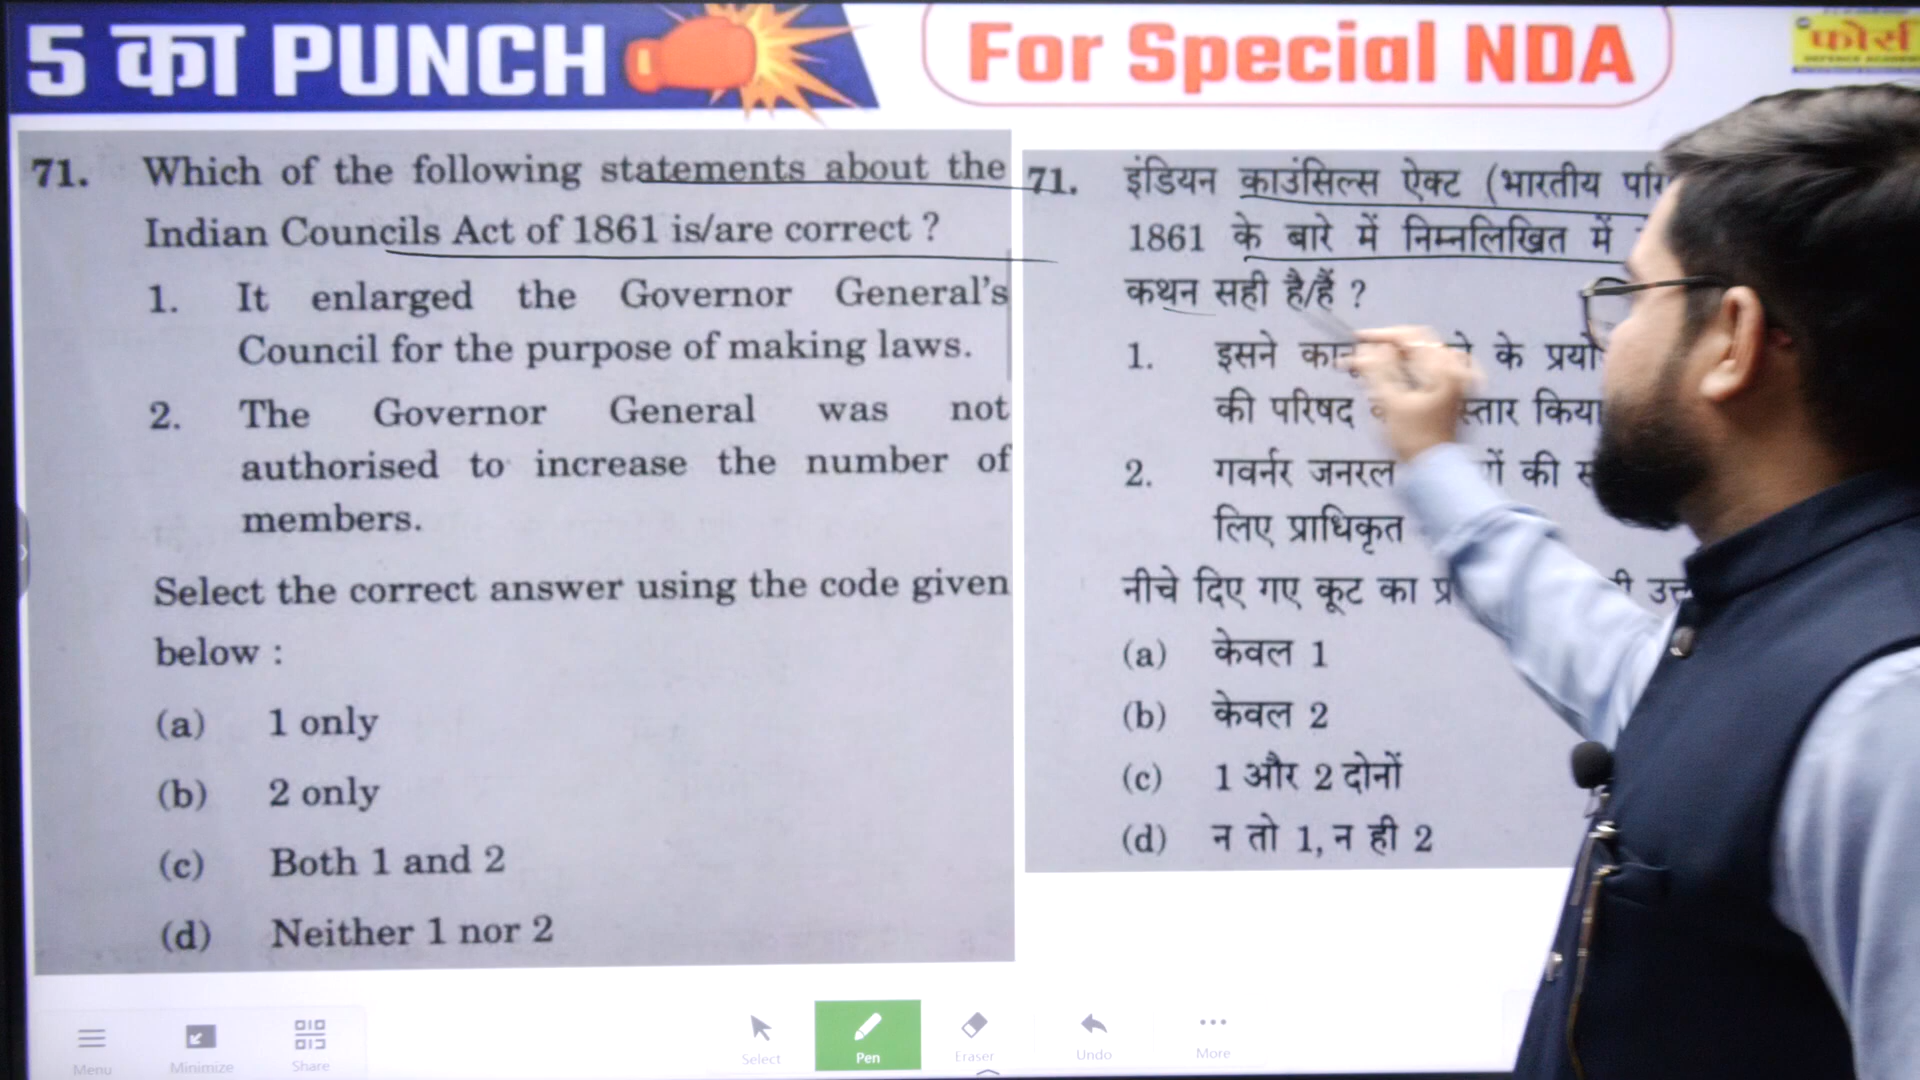 5 का PUNCH
For Special NDA
फोर्स
71. Which of the following statements about the
Indian Councils Act of 1861 is/are correct ?
1. It enlarged the Governor General's
Council for the purpose of making laws.
2. The Governor General was not
authorised to increase the number of
members.
Select the correct answer using the code given
below :
(a) 1 only
(b) 2 only
(c) Both 1 and 2
(d) Neither 1 nor 2
71. इंडियन काउंसिल्स ऐक्ट (भारतीय
1861 के बारे में निम्नलिखित में
कथन सही है/हैं ?
1. इसने के
की परिषद किया
2. गवर्नर जनरल की
लिए प्राधिकृत
नीचे दिए गए कूट का
(a) केवल 1
(b) केवल 2
(c) 1 और 2 दोनों
(d) न तो 1, न ही 2
Menu
Minimize
Share
Select
Pen
Eraser
Undo
More